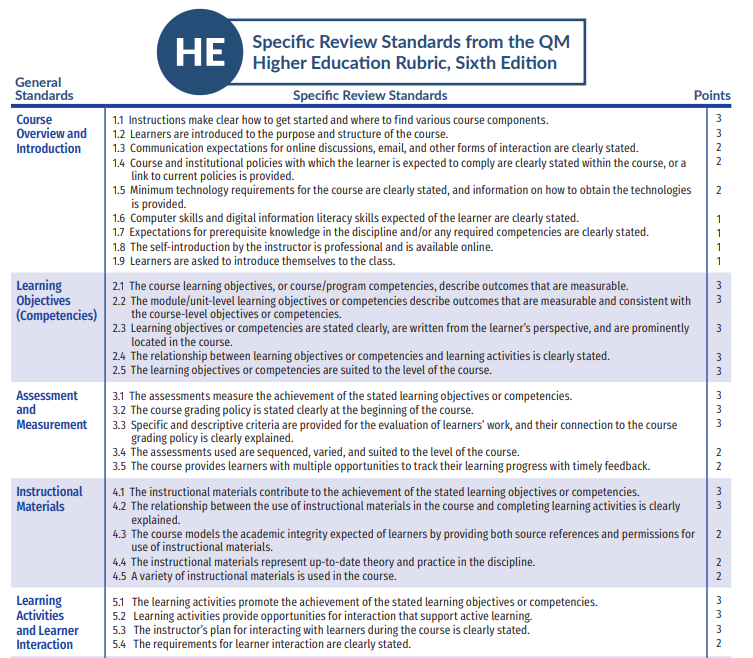 HE
Specific Review Standards from the QM
Higher Education Rubric, Sixth Edition
General
Standards
Specific Review Standards
Points
Course
Overview and
Introduction
1.1 Instructions make clear how to get started and where to find various course components. 3
1.2 Learners are introduced to the purpose and structure of the course. 3
1.3 Communication expectations for online discussions, email, and other forms of interaction are clearly stated. 2
1.4 Course and institutional policies with which the learner is expected to comply are clearly stated within the course, or a 2
link to current policies is provided.
1.5 Minimum technology requirements for the course are clearly stated, and information on how to obtain the technologies 2
is provided.
1.6 Computer skills and digital information literacy skills expected of the learner are clearly stated. 1
1.7 Expectations for prerequisite knowledge in the discipline and/or any required competencies are clearly stated. 1
1.8 The self-introduction by the instructor is professional and is available online. 1
1.9 Learners are asked to introduce themselves to the class. 1
Learning
Objectives
(Competencies)
2.1 The course learning objectives, or course/program competencies, describe outcomes that are measurable. 3
2.2 The module/unit-level learning objectives or competencies describe outcomes that are measurable and consistent with 3
the course-level objectives or competencies.
2.3 Learning objectives or competencies are stated clearly, are written from the learner's perspective, and are prominently 3
located in the course.
2.4 The relationship between learning objectives or competencies and learning activities is clearly stated. 3
2.5 The learning objectives or competencies are suited to the level of the course. 3
Assessment
and
Measurement
3.1 The assessments measure the achievement of the stated learning objectives or competencies. 3
3.2 The course grading policy is stated clearly at the beginning of the course. 3
3.3 Specific and descriptive criteria are provided for the evaluation of learners' work, and their connection to the course 3
grading policy is clearly explained.
3.4 The assessments used are sequenced, varied, and suited to the level of the course. 2
3.5 The course provides learners with multiple opportunities to track their learning progress with timely feedback. 2
Instructional
Materials
4.1 The instructional materials contribute to the achievement of the stated learning objectives or competencies. 3
4.2 The relationship between the use of instructional materials in the course and completing learning activities is clearly 3
explained.
4.3 The course models the academic integrity expected of learners by providing both source references and permissions for 2
use of instructional materials.
4.4 The instructional materials represent up-to-date theory and practice in the discipline. 2
4.5 A variety of instructional materials is used in the course. 2
Learning
Activities
and Learner
Interaction
5.1 The learning activities promote the achievement of the stated learning objectives or competencies. 3
5.2 Learning activities provide opportunities for interaction that support active learning. 3
5.3 The instructor's plan for interacting with learners during the course is clearly stated. 3
5.4 The requirements for learner interaction are clearly stated. 2